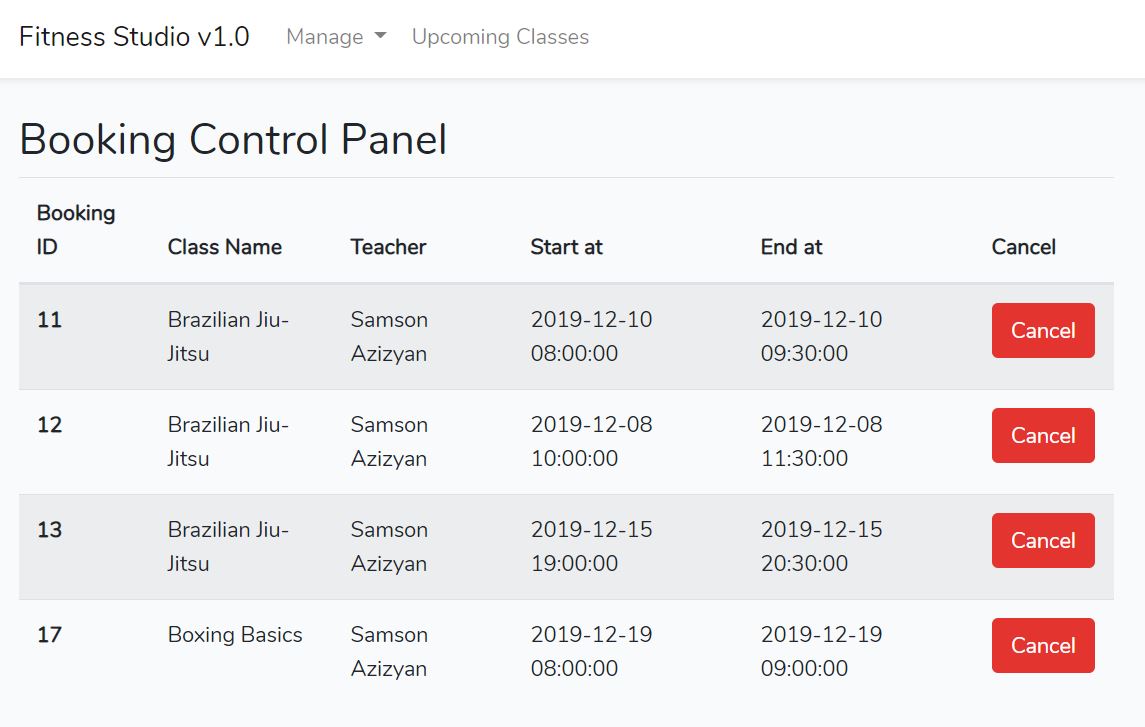 Fitness Studio v1.0 Manage Upcoming Classes
Booking Control Panel
Booking
ID Class Name Teacher Start at End at Cancel
11 Brazilian Jiu- Samson 2019-12-10 2019-12-10 Cancel
Jitsu Azizyan 08:00:00 09:30:00
12 Brazilian Jiu- Samson 2019-12-08 2019-12-08 Cancel
Jitsu Azizyan 10:00:00 11:30:00
13 Brazilian Jiu- Samson 2019-12-15 2019-12-15 Cancel
Jitsu Azizyan 19:00:00 20:30:00
17 Boxing Basics Samson 2019-12-19 2019-12-19 Cancel
Azizyan 08:00:00 09:00:00